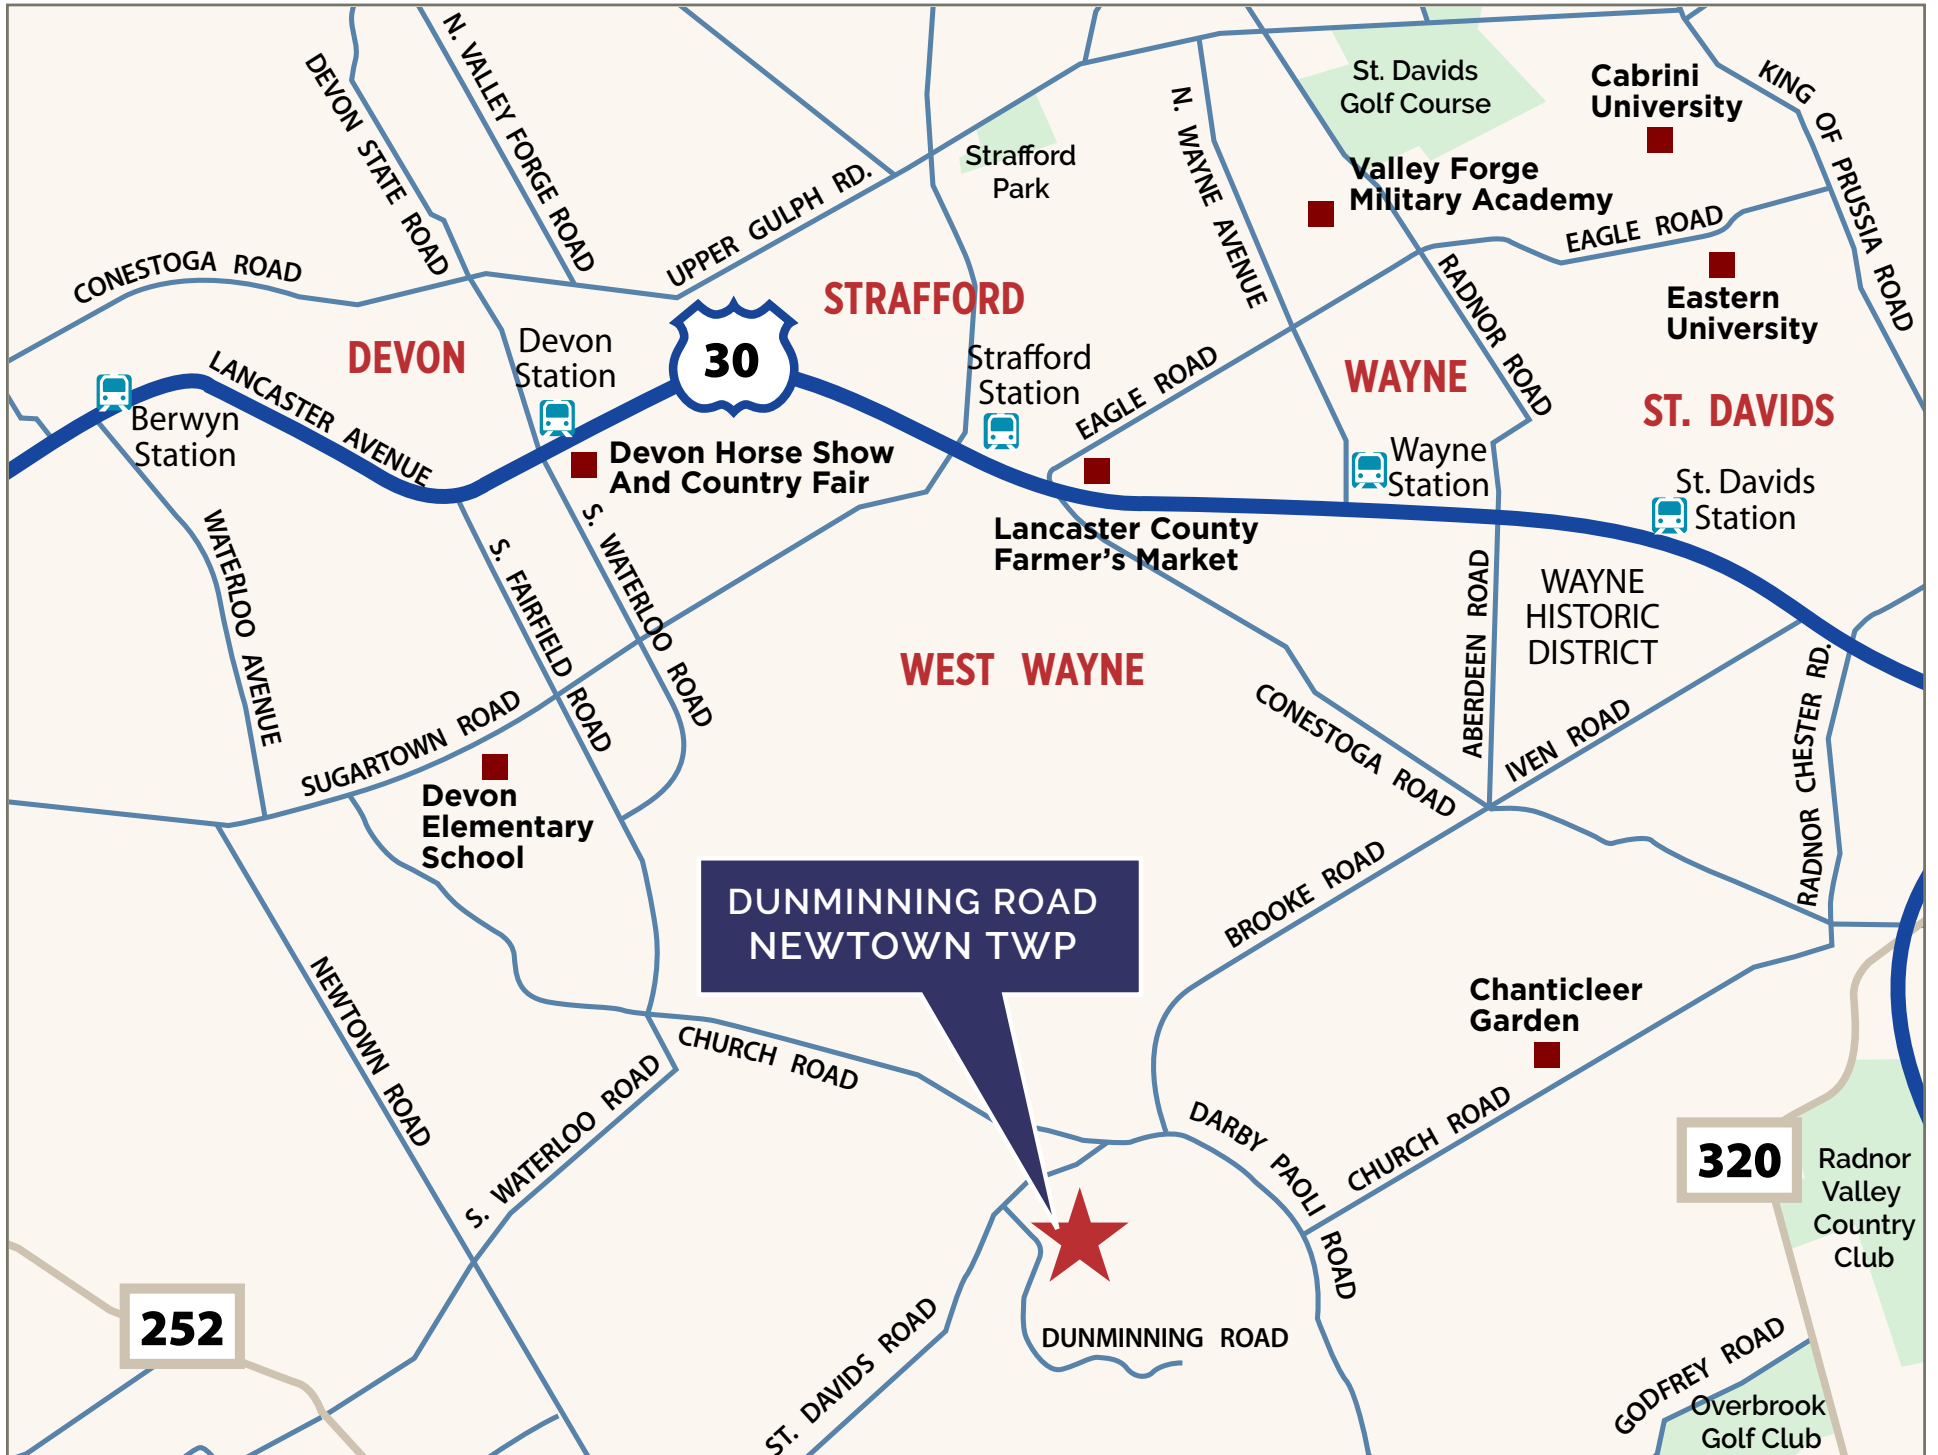 DEVON STATE ROAD
N. VALLEY FORGE ROAD
St. Davids
Golf Course
Cabrini
University
KING OF PRUSSIA ROAD
N. WAYNE AVENUE
Strafford
Park
Valley Forge
Military Academy
UPPER GULPH RD.
EAGLE ROAD
CONESTOGA ROAD
STRAFFORD
RADNOR ROAD
Eastern
University
DEVON
Devon
Station
30
Strafford
Station
EAGLE ROAD
WAYNE
ST. DAVIDS
LANCASTER AVENUE
Berwyn
Station
Devon Horse Show
And Country Fair
Wayne
Station
St. Davids
Station
Lancaster County
Farmer's Market
WATERLOO AVENUE
S. FAIRFIELD ROAD
S. WATERLOO ROAD
ABERDEEN ROAD
WAYNE
HISTORIC
DISTRICT
WEST WAYNE
CONESTOGA ROAD
IVEN ROAD
RADNOR CHESTER RD.
SUGARTOWN ROAD
Devon
Elementary
School
DUNMINNING ROAD
NEWTOWN TWP
BROOKE ROAD
NEWTOWN ROAD
Chanticleer
Garden
CHURCH ROAD
S. WATERLOO ROAD
DARBY PAOLI ROAD
CHURCH ROAD
320
Radnor
Valley
Country
Club
252
ST. DAVIDS ROAD
DUNMINNING ROAD
GODFREY ROAD
Overbrook
Golf Club